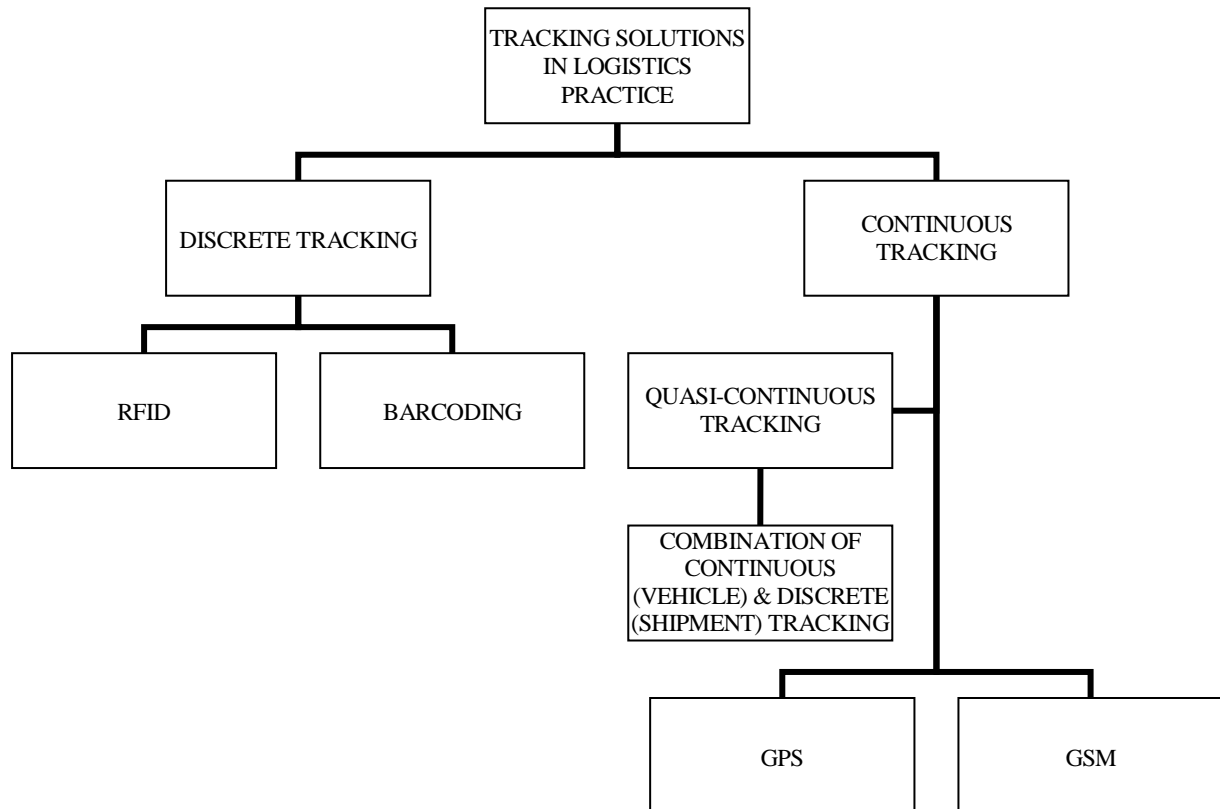 TRACKING SOLUTIONS
IN LOGISTICS
PRACTICE
DISCRETE TRACKING
CONTINUOUS
TRACKING
RFID
BARCODING
QUASI-CONTINUOUS
TRACKING
COMBINATION OF
CONTINUOUS
(VEHICLE) & DISCRETE
(SHIPMENT) TRACKING
GPS
GSM